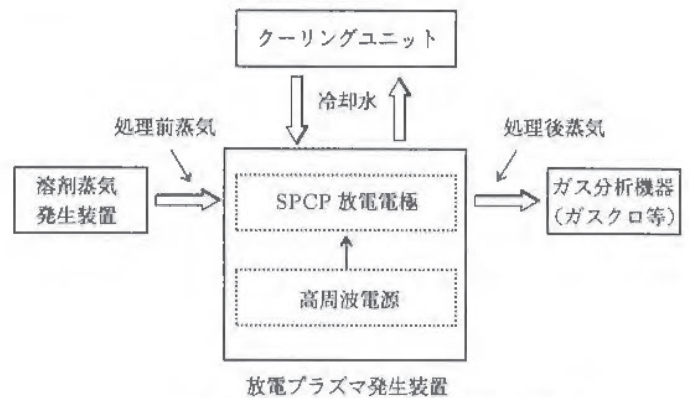 クーリングユニット
冷却水
処理前蒸気
処理後蒸気
溶剤蒸気
発生装置
SPCP 放電電極
ガス分析機器
(ガスクロ等)
高周波電源
放電プラズマ発生装置